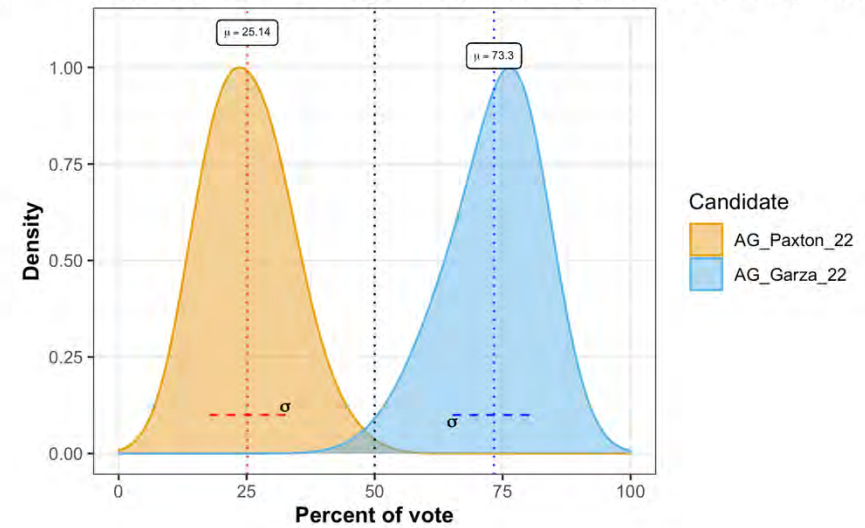 μ = 25.14
μ = 73.3
1.00
0.75
0.50
0.25
0.00
Density
σ
σ
0
25
50
75
100
Percent of vote
Candidate
AG_Paxton_22
AG_Garza_22